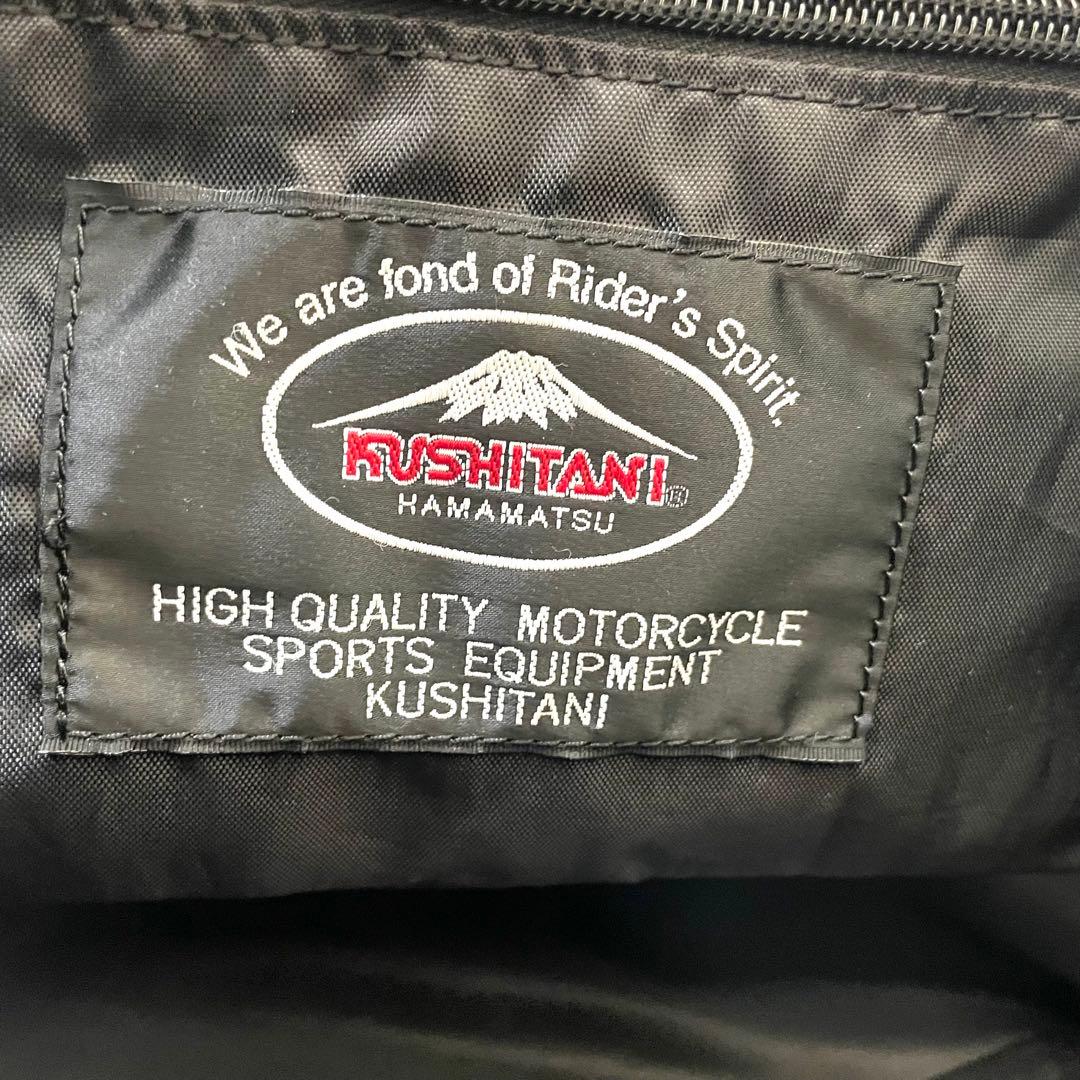 We are fond of Rider's Spirit.
KUSHITANI®
HAMAMATSU
HIGH QUALITY MOTORCYCLE
SPORTS EQUIPMENT
KUSHITANI